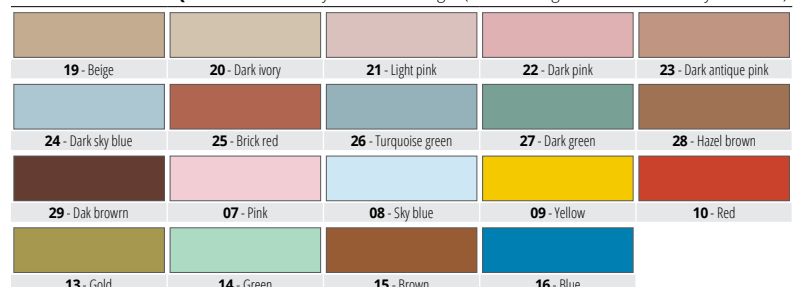 19 - Beige
20 - Dark ivory
21 - Light pink
22 - Dark pink
23 - Dark antique pink
24 - Dark sky blue
25 - Brick red
26 - Turquoise green
27 - Dark green
28 - Hazel brown
29 - Dak browrn
07 - Pink
08 - Sky blue
09 - Yellow
10 - Red
13 - Gold
14 - Green
15 - Brown
16 - Blue